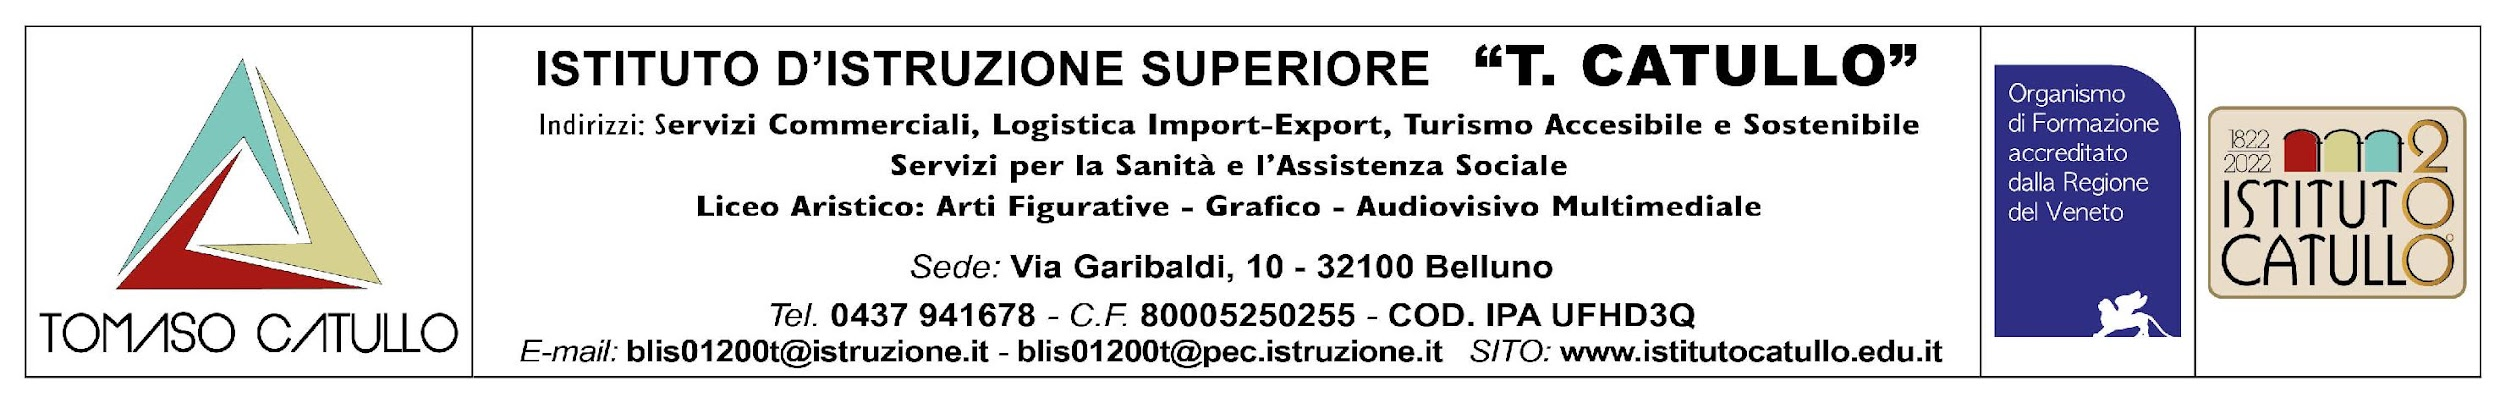 TOMASO CATULLO
ISTITUTO D'ISTRUZIONE SUPERIORE “T. CATULLO”
Indirizzi: Servizi Commerciali, Logistica Import-Export, Turismo Accesibile e Sostenibile
Servizi per la Sanità e l'Assistenza Sociale
Liceo Aristico: Arti Figurative - Grafico - Audiovisivo Multimediale
Sede: Via Garibaldi, 10 - 32100 Belluno
Tel. 0437 941678 - C.F. 80005250255 - COD. IPA UFHD3Q
E-mail: blis01200t@istruzione.it - blis01200t@pec.istruzione.it SITO: www.istitutocatullo.edu.it
Organismo
di Formazione
accreditato
dalla Regione
del Veneto
1822
2022
2
ISTITUTO
CATULLO°